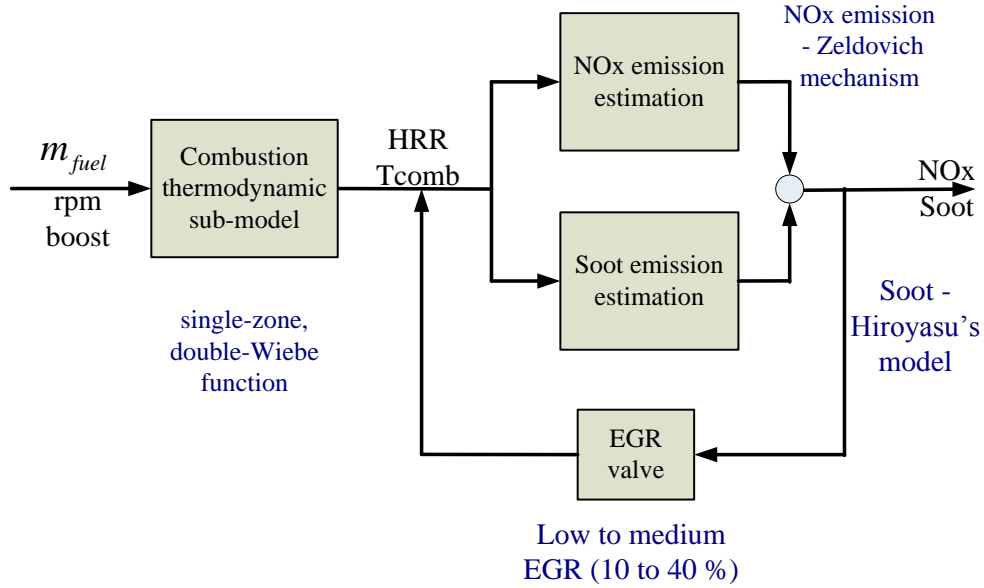 m_fuel
rpm
boost
Combustion
thermodynamic
sub-model
single-zone,
double-Wiebe
function
HRR
Tcomb
NOx emission
estimation
Soot emission
estimation
NOx emission
- Zeldovich
mechanism
NOx
Soot
Soot -
Hiroyasu's
model
EGR
valve
Low to medium
EGR (10 to 40 %)